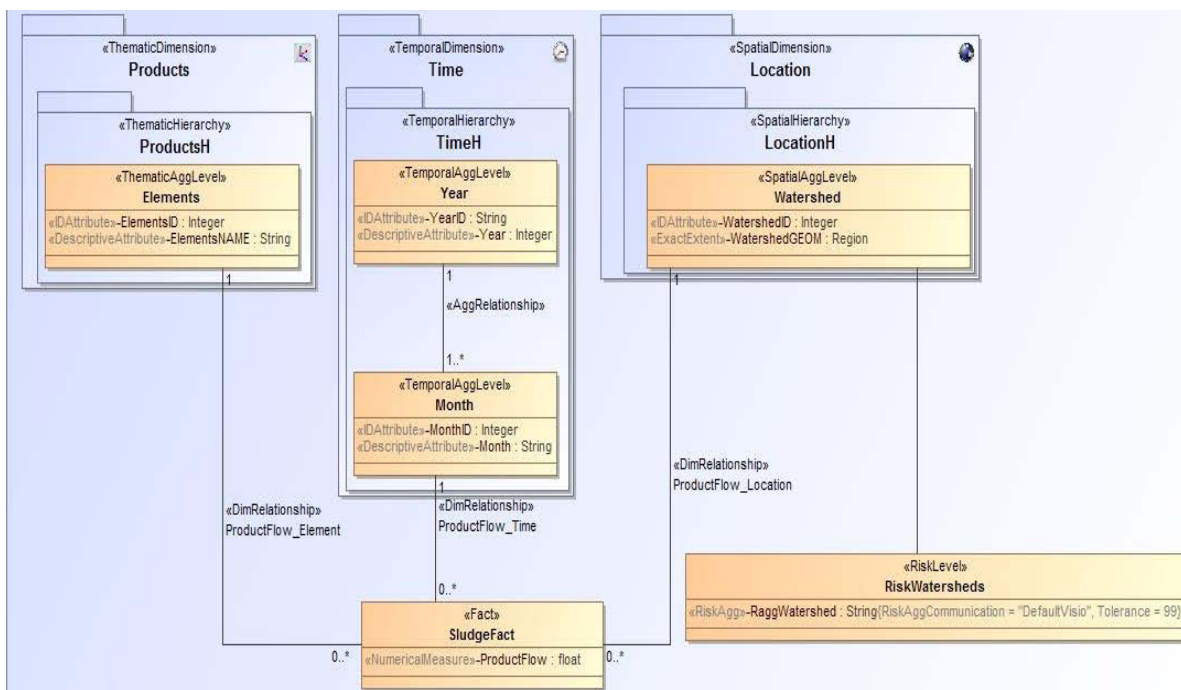 «ThematicDimension»
Products
«ThematicHierarchy»
ProductsH
«ThematicAggLevel»
Elements
«IDAttribute»-ElementsID : Integer
«DescriptiveAttribute»-ElementsNAME : String
1
«DimRelationship»
ProductFlow_Element
0..*
«TemporalDimension»
Time
«TemporalHierarchy»
TimeH
«TemporalAggLevel»
Year
«IDAttribute»-YearID : String
«DescriptiveAttribute»-Year : Integer
1
«AggRelationship»
1..*
«TemporalAggLevel»
Month
«IDAttribute»-MonthID : Integer
«DescriptiveAttribute»-Month : String
1
«DimRelationship»
ProductFlow_Time
0..*
«SpatialDimension»
Location
«SpatialHierarchy»
LocationH
«SpatialAggLevel»
Watershed
«IDAttribute»-WatershedID : Integer
«ExactExtent»-WatershedGEOM : Region
1
«DimRelationship»
ProductFlow_Location
0..*
«Fact»
SludgeFact
«NumericalMeasure»-ProductFlow : float
«RiskLevel»
RiskWatersheds
«RiskAgg»-RaggWatershed : String{RiskAggCommunication = "DefaultVisio", Tolerance = 99}